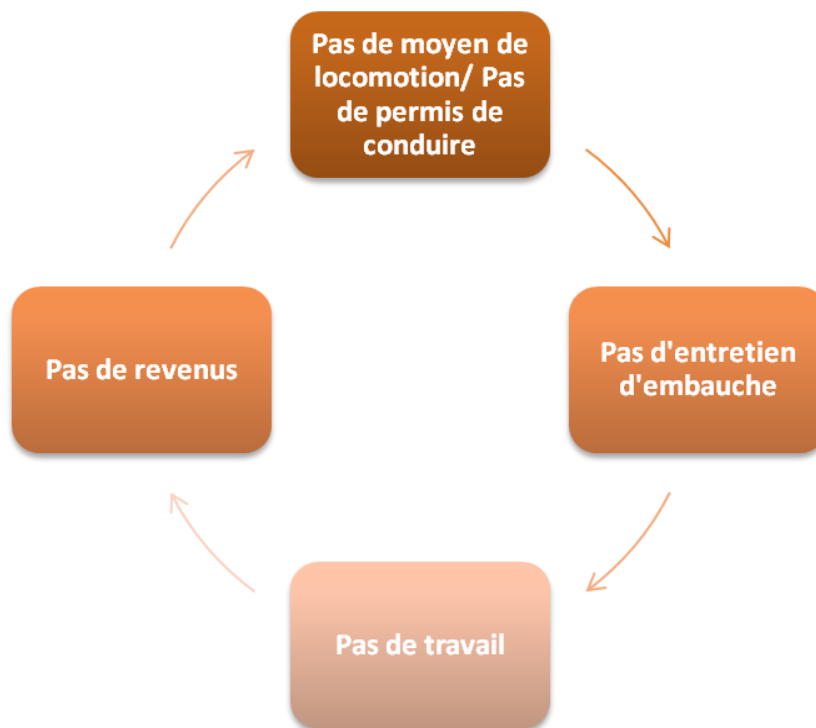 Pas de moyen de
locomotion/ Pas
de permis de
conduire
Pas d'entretien
d'embauche
Pas de travail
Pas de revenus